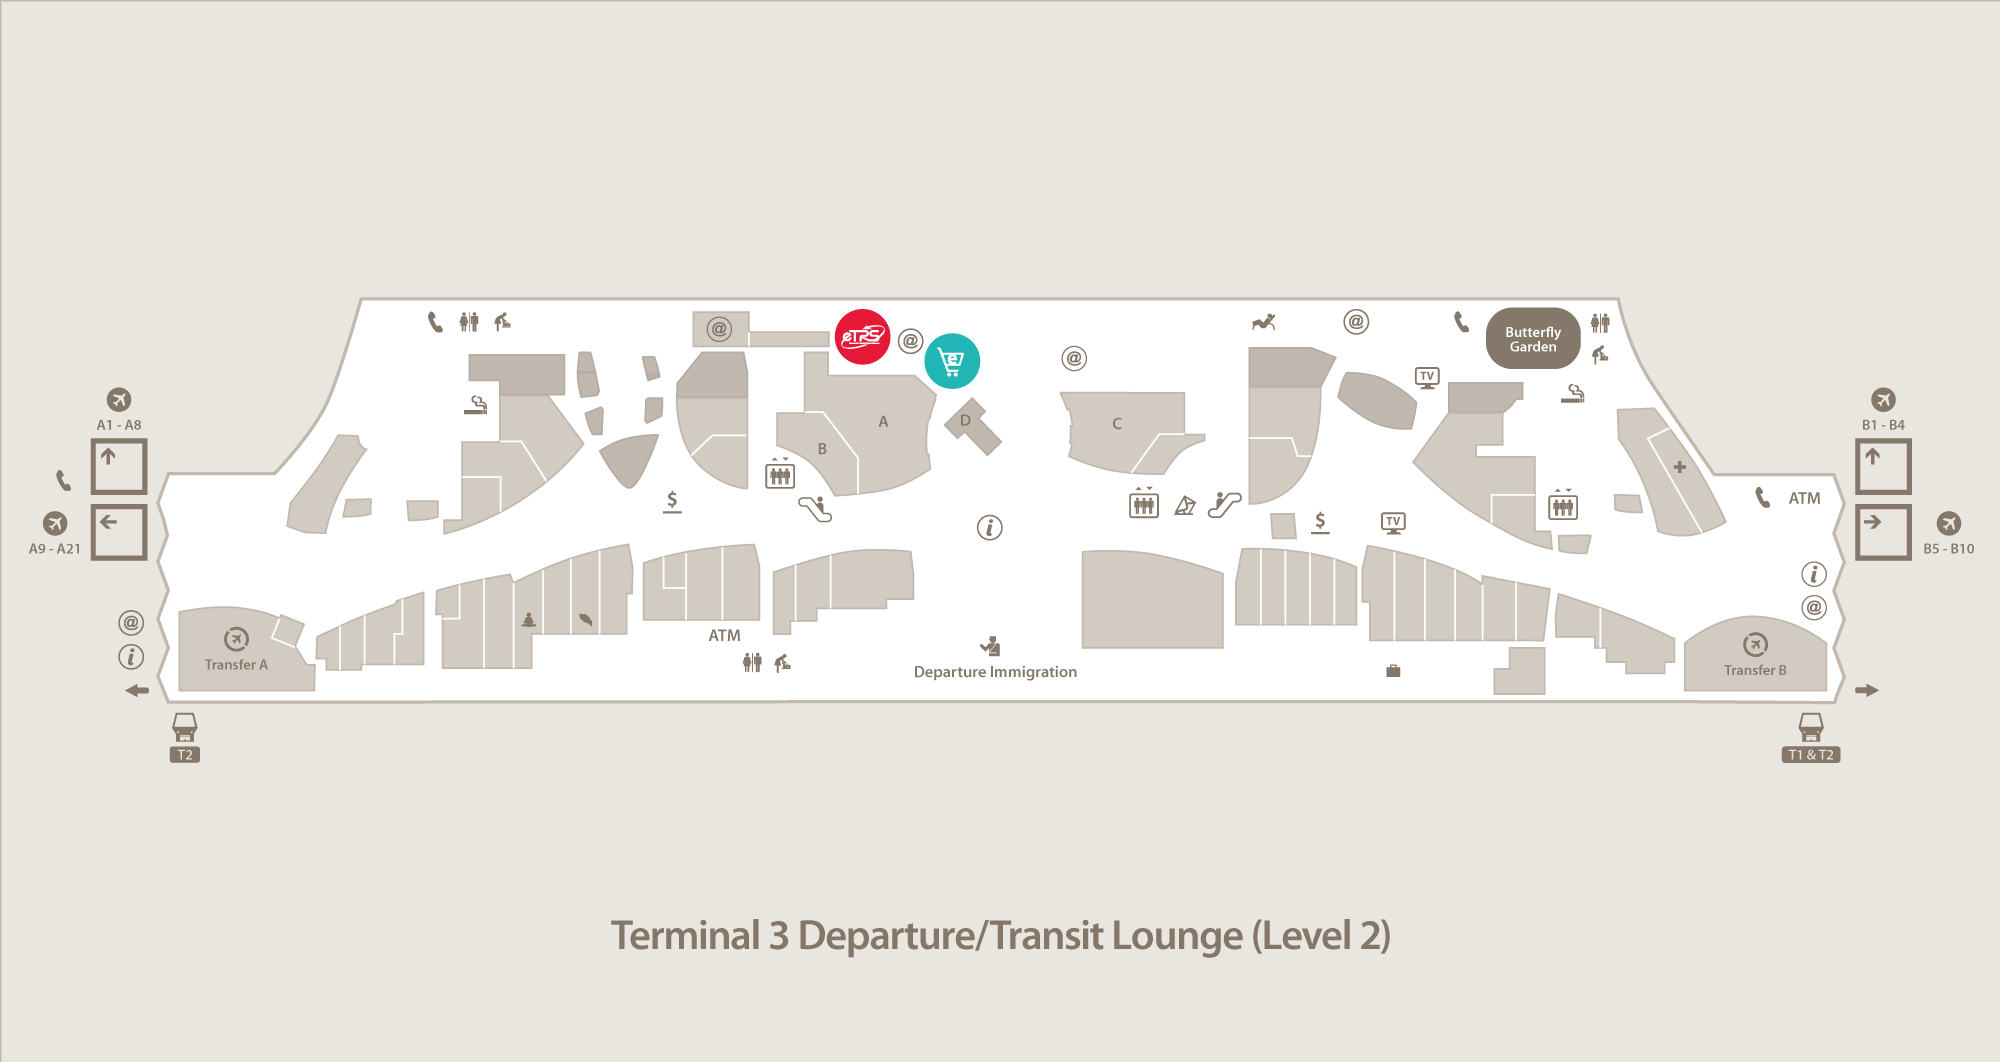 eTRS
@
@
@
@
e
TV
Butterfly
Garden
A1 - A8
B1 - B4
A
B
C
D
$
ATM
i
$
TV
A9 - A21
B5 - B10
i
@
@
i
ATM
Transfer A
Departure Immigration
Transfer B
T2
T1 & T2
Terminal 3 Departure/Transit Lounge (Level 2)